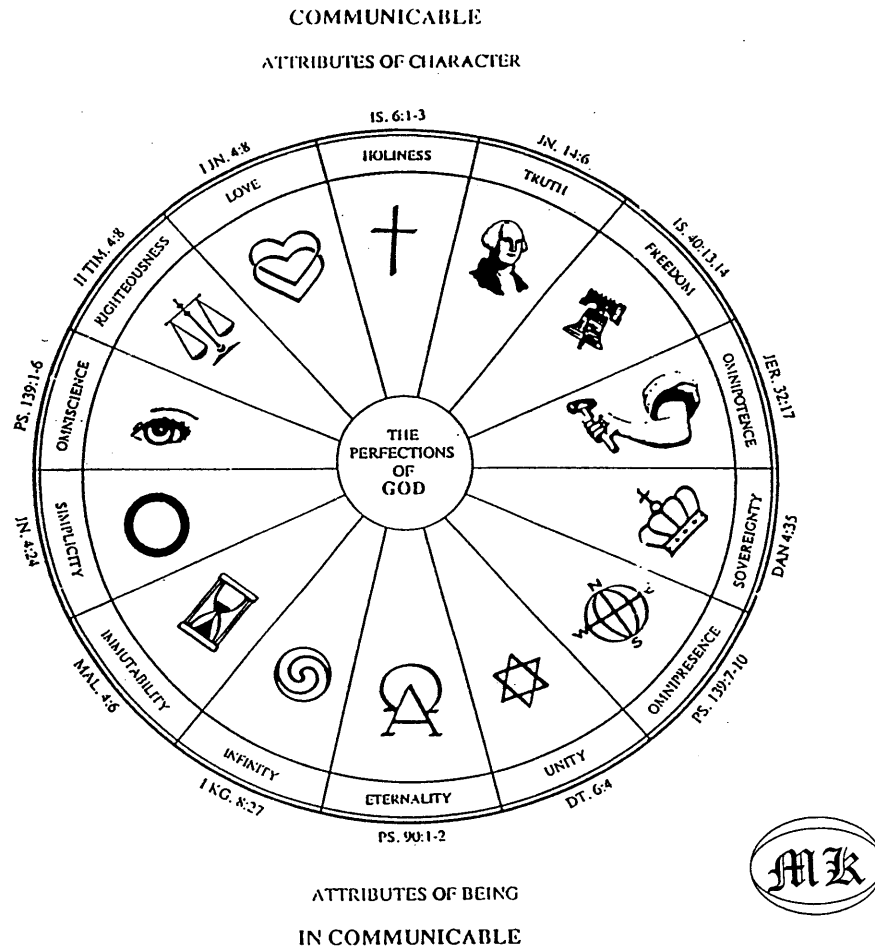 COMMUNICABLE
ATTRIBUTES OF CHARACTER
IS. 6:1-3
HOLINESS
JN. 14:6
TRUTH
IS. 40:13,14
FREEDOM
JER. 32:17
OMNIPOTENCE
DAN 4:35
SOVEREIGNTY
PS. 139:7-10
OMNIPRESENCE
DT. 6:4
UNITY
PS. 90:1-2
ETERNALITY
I KG. 8:27
INFINITY
MAL. 4:6
IMMUTABILITY
JN. 4:24
SIMPLICITY
PS. 139:1-6
OMNISCIENCE
II TIM. 4:8
RIGHTEOUSNESS
I JN. 4:8
LOVE
THE
PERFECTIONS
OF
GOD
N
E
S
W
Ω
A
ATTRIBUTES OF BEING
IN COMMUNICABLE
MK